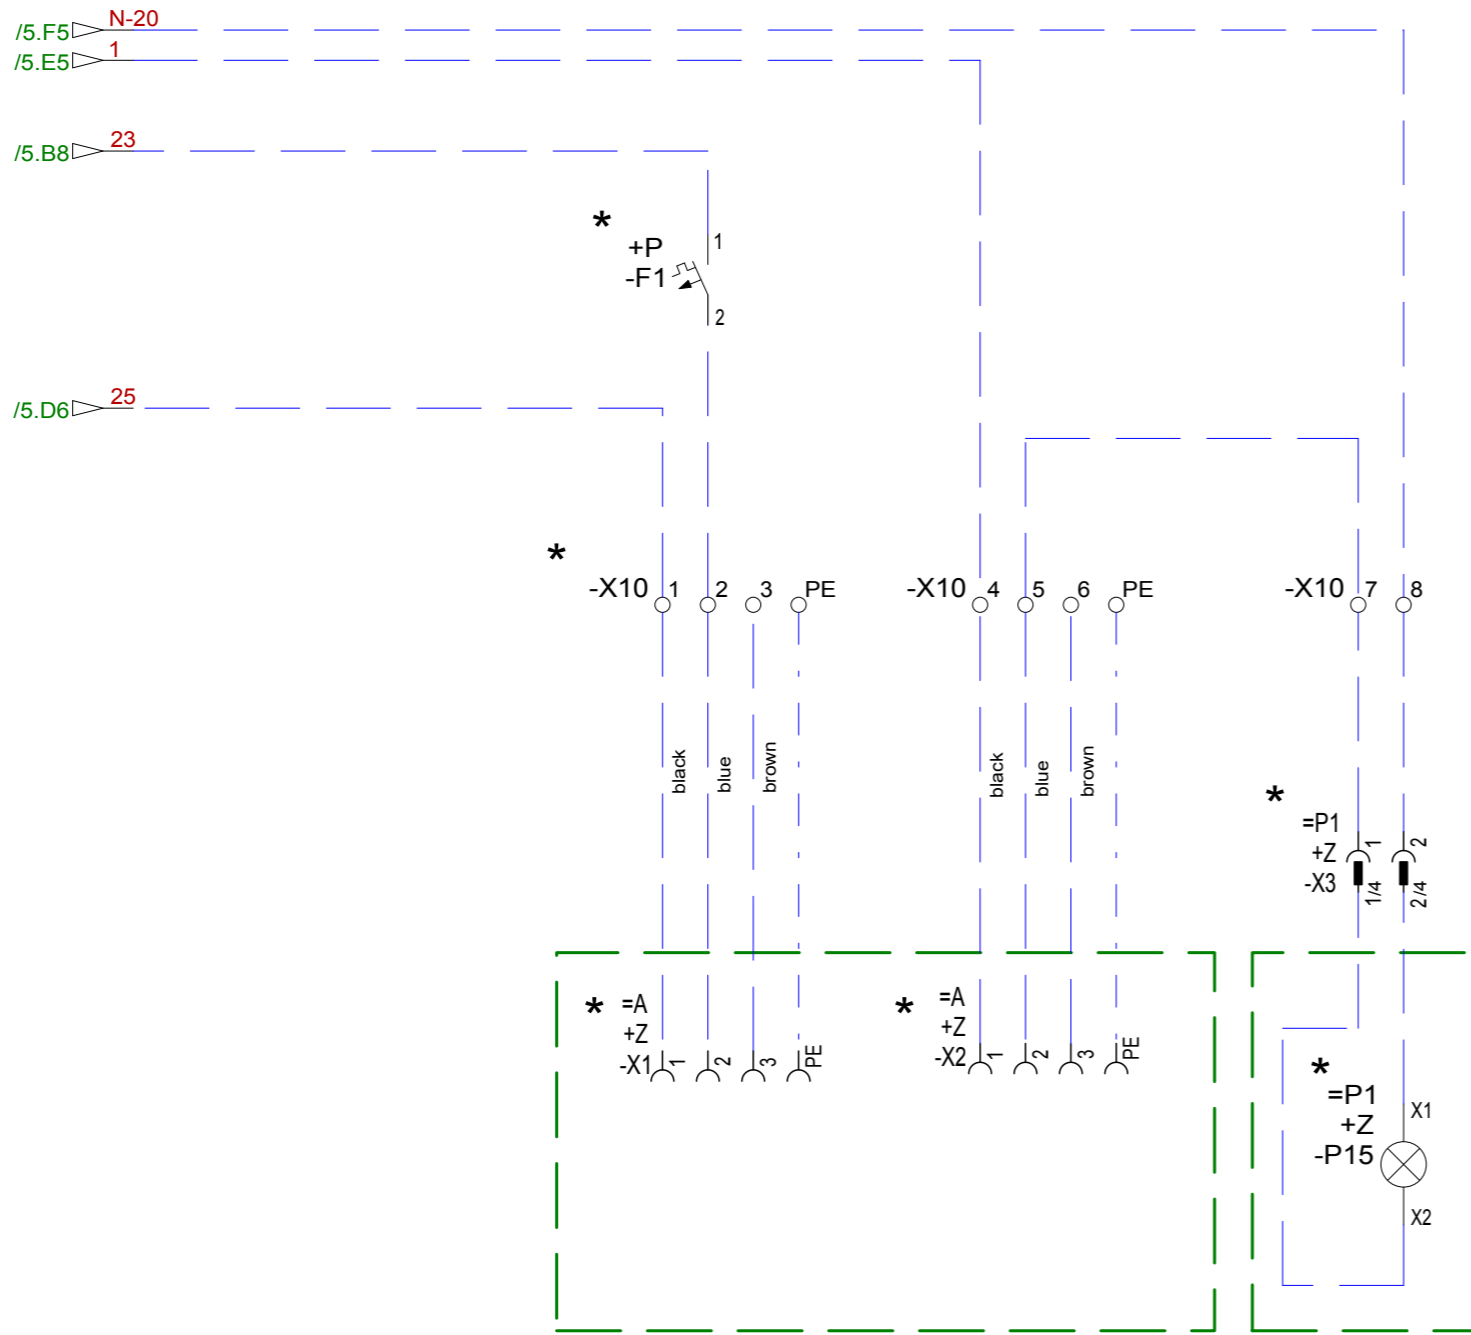 N-20
/5.F5
1
/5.E5
23
/5.B8
*
+P
-F1
1
2
25
/5.D6
*
-X10 1 2 3 PE
-X10 4 5 6 PE
-X10 7 8
black
blue
brown
black
blue
brown
*
=P1
+Z
-X3
1
2
1/4
2/4
*
=A
+Z
-X1 1 2 3 PE
*
=A
+Z
-X2 1 2 3 PE
*
=P1
+Z
-P15
X1
X2